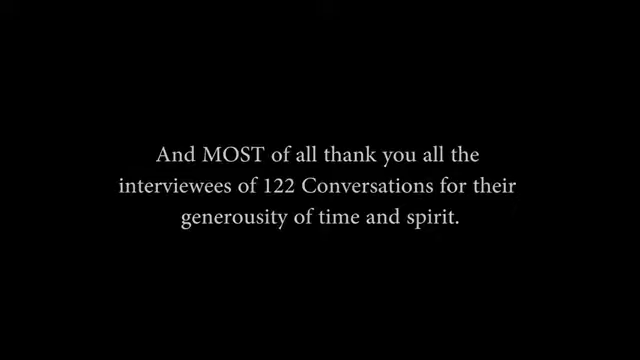 And MOST of all thank you all the
interviewees of 122 Conversations for their
generousity of time and spirit.